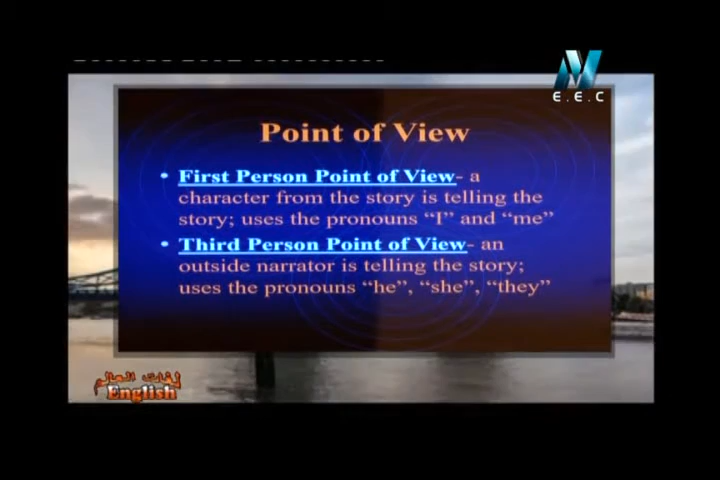 E.E.C
Point of View
• First Person Point of View- a
character from the story is telling the
story; uses the pronouns “I” and “me”
• Third Person Point of View- an
outside narrator is telling the story;
uses the pronouns “he”, “she”, “they”
لغات العالم
English